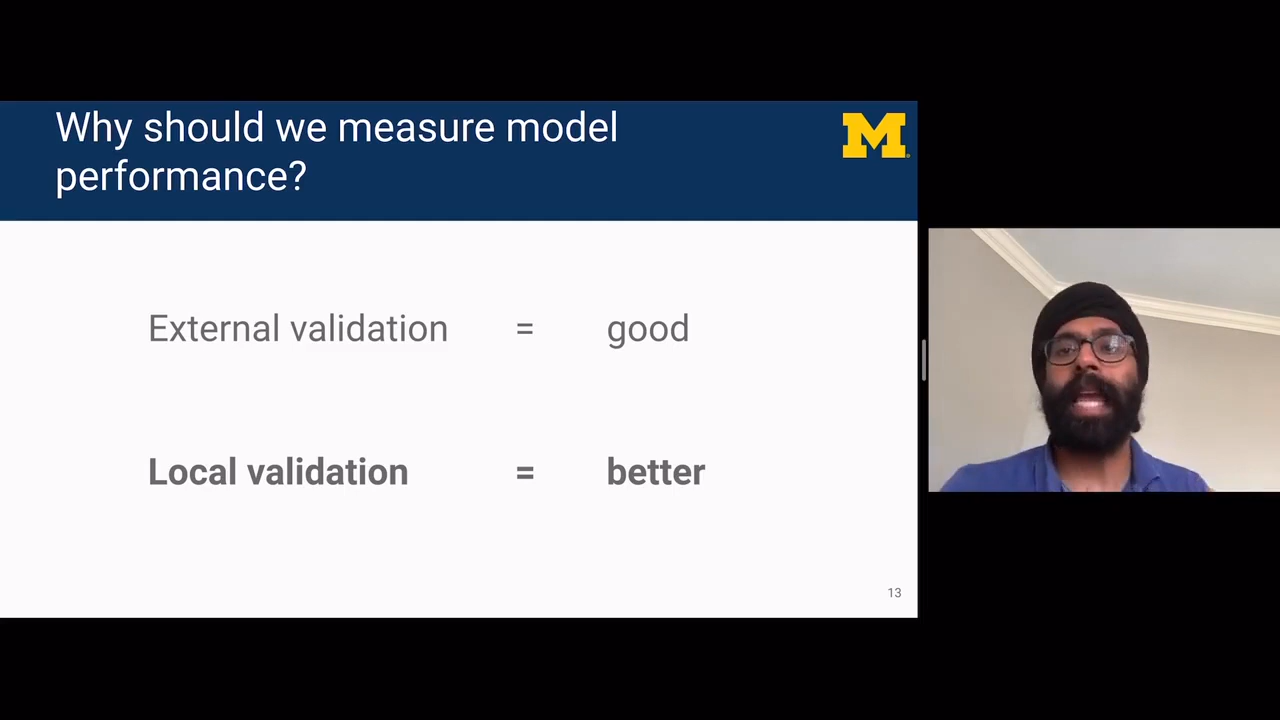 Why should we measure model
performance?
M
External validation = good
Local validation = better
13